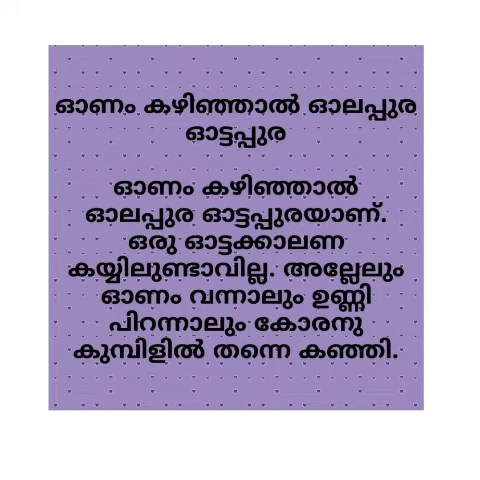 ഓണം കഴിഞ്ഞാൽ ഓലപ്പുര
ഓട്ടപ്പുര
ഓണം കഴിഞ്ഞാൽ
ഓലപ്പുര ഓട്ടപ്പുരയാണ്.
ഒരു ഓട്ടക്കാലണ
കയ്യിലുണ്ടാവില്ല. അല്ലേലും
ഓണം വന്നാലും ഉണ്ണി
പിറന്നാലും കോരനു
കുമ്പിളിൽ തന്നെ കഞ്ഞി.